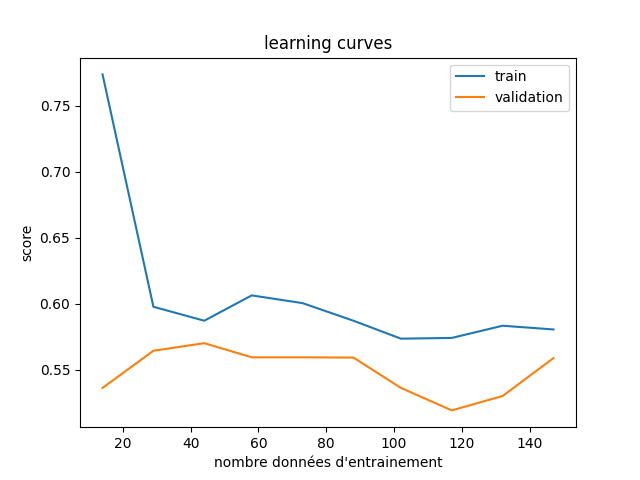 learning curves
train
validation
score
0.75
0.70
0.65
0.60
0.55
20 40 60 80 100 120 140
nombre données d'entrainement